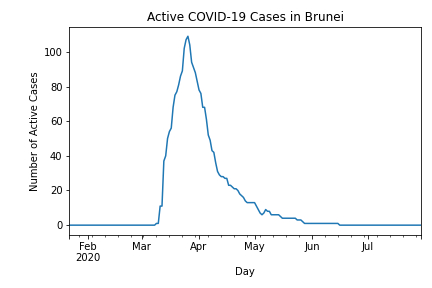 Active COVID-19 Cases in Brunei
Number of Active Cases
100
80
60
40
20
0
Feb
2020
Mar
Apr
May
Jun
Jul
Day